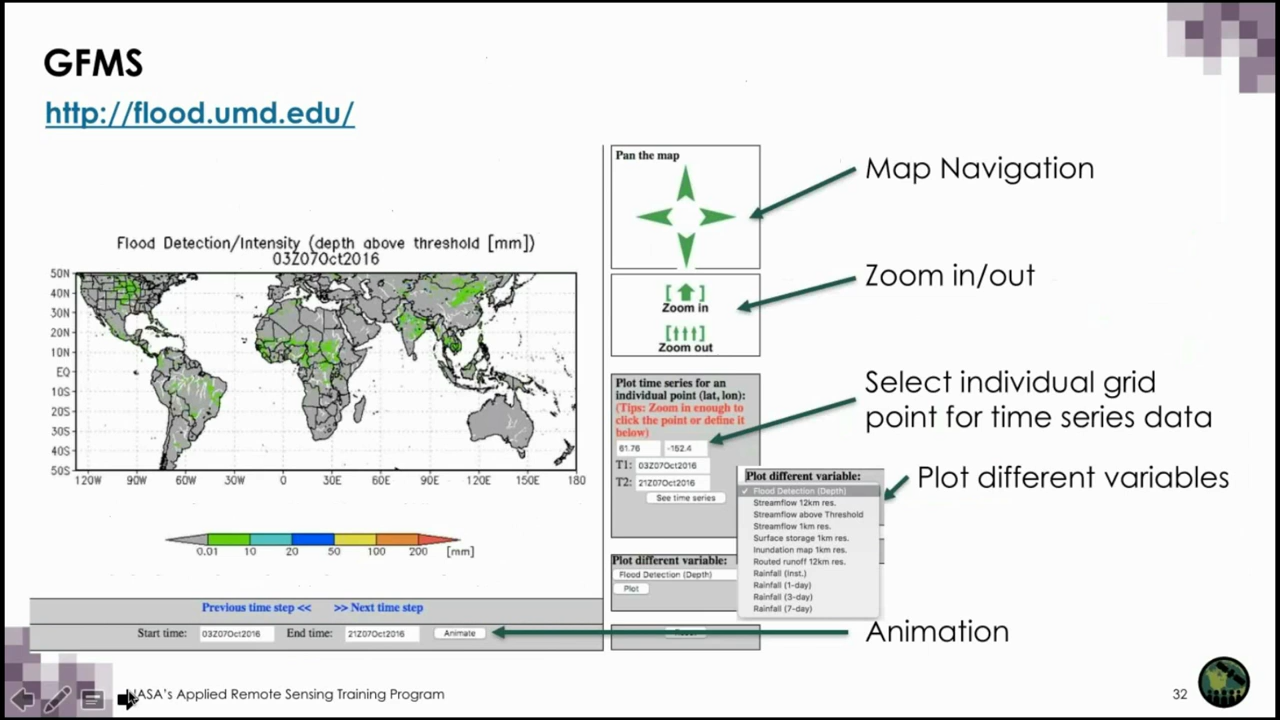 GFMS
http://flood.umd.edu/
Pan the map
Map Navigation
Flood Detection/Intensity (depth above threshold [mm])
03Z07Oct2016
50N
40N
30N
20N
10N
EQ
10S
20S
30S
40S
50S
120W
90W
60W
30W
0
30E
60E
90E
120E
150E
180
0.01
10
20
50
100
200
[mm]
Zoom in
Zoom out
Zoom in/out
Plot time series for an
individual point (lat, lon):
(Tips: Zoom in enough to
click the point or define it
below)
61.76
-152.4
T1: 03Z07Oct2016
T2: 21Z07Oct2016
See time series
Select individual grid
point for time series data
Plot different variable:
✓ Flood Detection (Depth)
Streamflow 12km res.
Streamflow above Threshold
Streamflow 1km res.
Surface storage 1km res.
Inundation map 1km res.
Routed runoff 12km res.
Rainfall (inst.)
Rainfall (1-day)
Rainfall (3-day)
Rainfall (7-day)
Plot different variables
Plot different variable:
Flood Detection (Depth)
Plot
Previous time step << >> Next time step
Start time: 03Z07Oct2016 End time: 21Z07Oct2016 Animate
Animation
NASA's Applied Remote Sensing Training Program
32